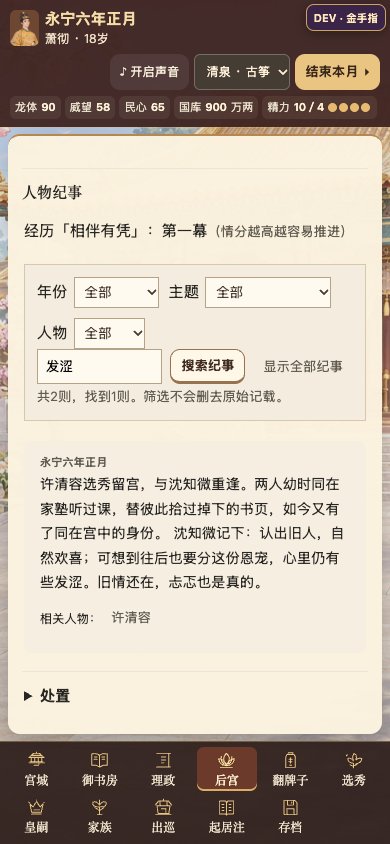 永宁六年正月
萧彻 · 18岁
DEV · 金手指
♪ 开启声音
清泉 · 古筝
结束本月
龙体 90 威望 58 民心 65 国库 900 万两 精力 10 / 4
人物纪事
经历「相伴有凭」：第一幕（情分越高越容易推进）
年份 全部 主题 全部
人物 全部
发涩 搜索纪事 显示全部纪事
共2则，找到1则。筛选不会删去原始记载。
永宁六年正月
许清容选秀留宫，与沈知微重逢。两人幼时同在
家塾听过课，替彼此拾过掉下的书页，如今又有
了同在宫中的身份。 沈知微记下：认出旧人，自
然欢喜；可想到往后也要分这份恩宠，心里仍有
些发涩。旧情还在，忐忑也是真的。
相关人物： 许清容
▶ 处置
宫城 御书房 理政 后宫 翻牌子 选秀
皇嗣 家族 出巡 起居注 存档